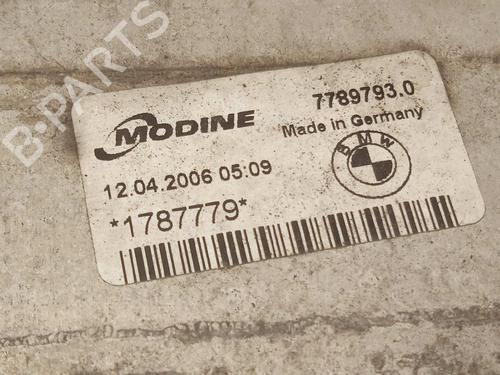 MODINE
7789793.0
Made in Germany
BMW
12.04.2006 05:09
*1787779*
B-PARTS